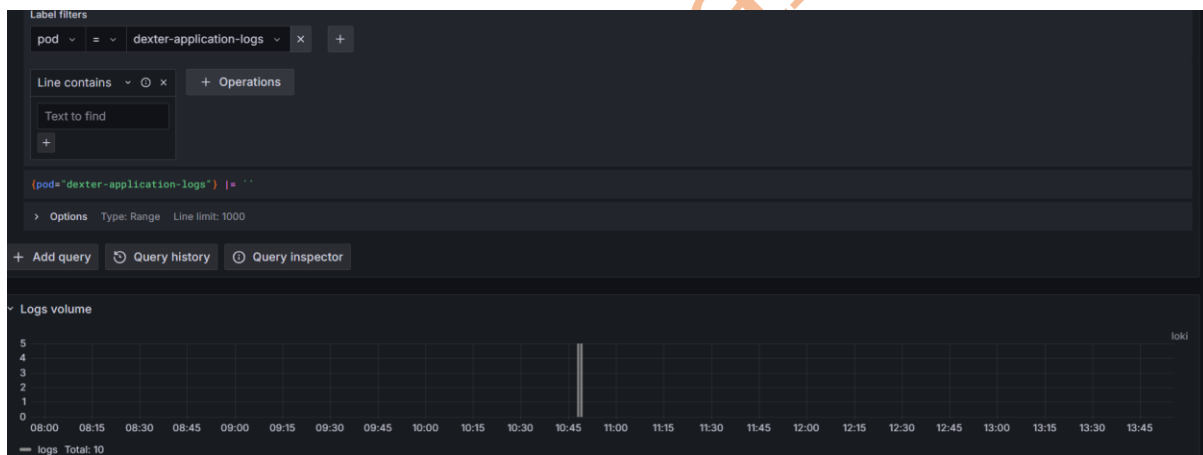 Label filters
pod = dexter-application-logs × +
Line contains × + Operations
Text to find
+
{pod="dexter-application-logs"} |= ``
> Options Type: Range Line limit: 1000
+ Add query Query history Query inspector
Logs volume
loki
5
4
3
2
1
0
08:00 08:15 08:30 08:45 09:00 09:15 09:30 09:45 10:00 10:15 10:30 10:45 11:00 11:15 11:30 11:45 12:00 12:15 12:30 12:45 13:00 13:15 13:30 13:45
logs Total: 10